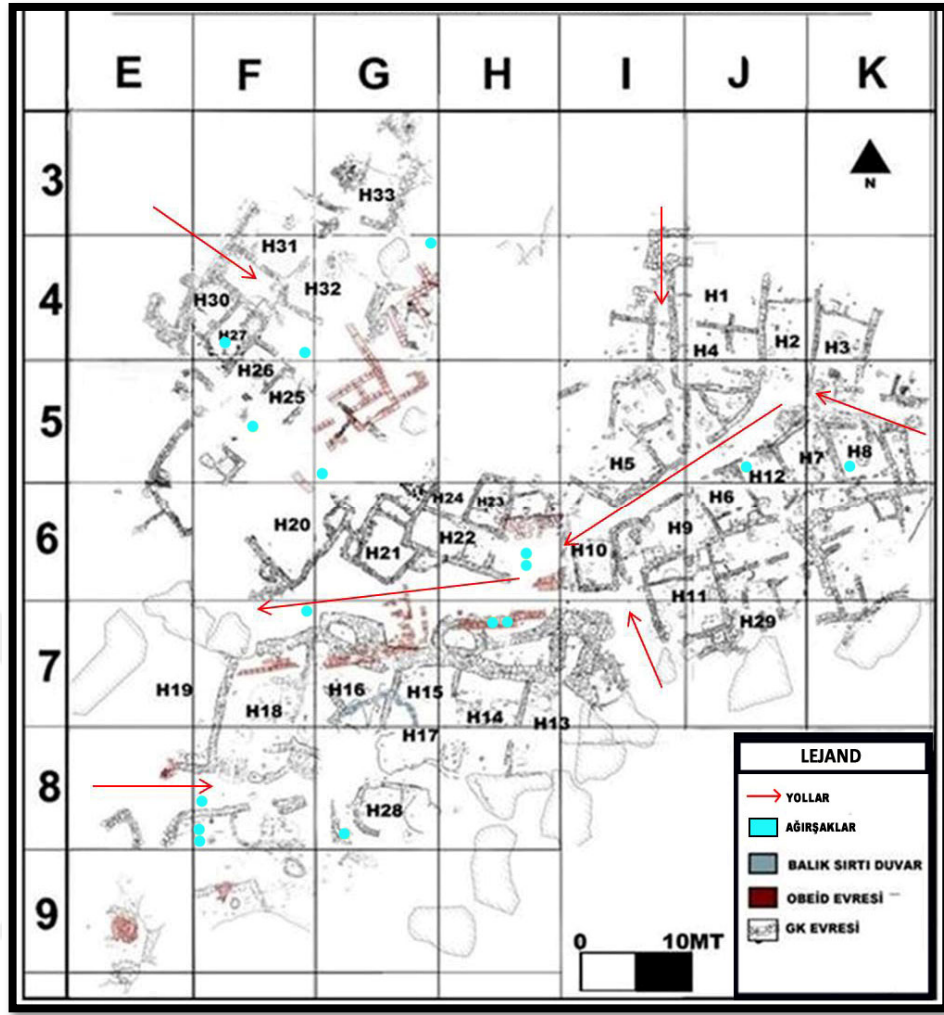 E F G H I J K
3
H33
N
H31
4
H30 H32 H1
H27 H2
H26 H4 H3
H25
5
H5 H12 H7 H8
H24 H23 H6
H20 H9
6
H21 H22 H10
H11
H29
7
H19 H16 H15
H18 H14 H13
H17
8
H28
9
0 10MT
LEJAND
YOLLAR
AĞIRŞAKLAR
BALIK SIRTI DUVAR
OBEİD EVRESİ
GK EVRESİ